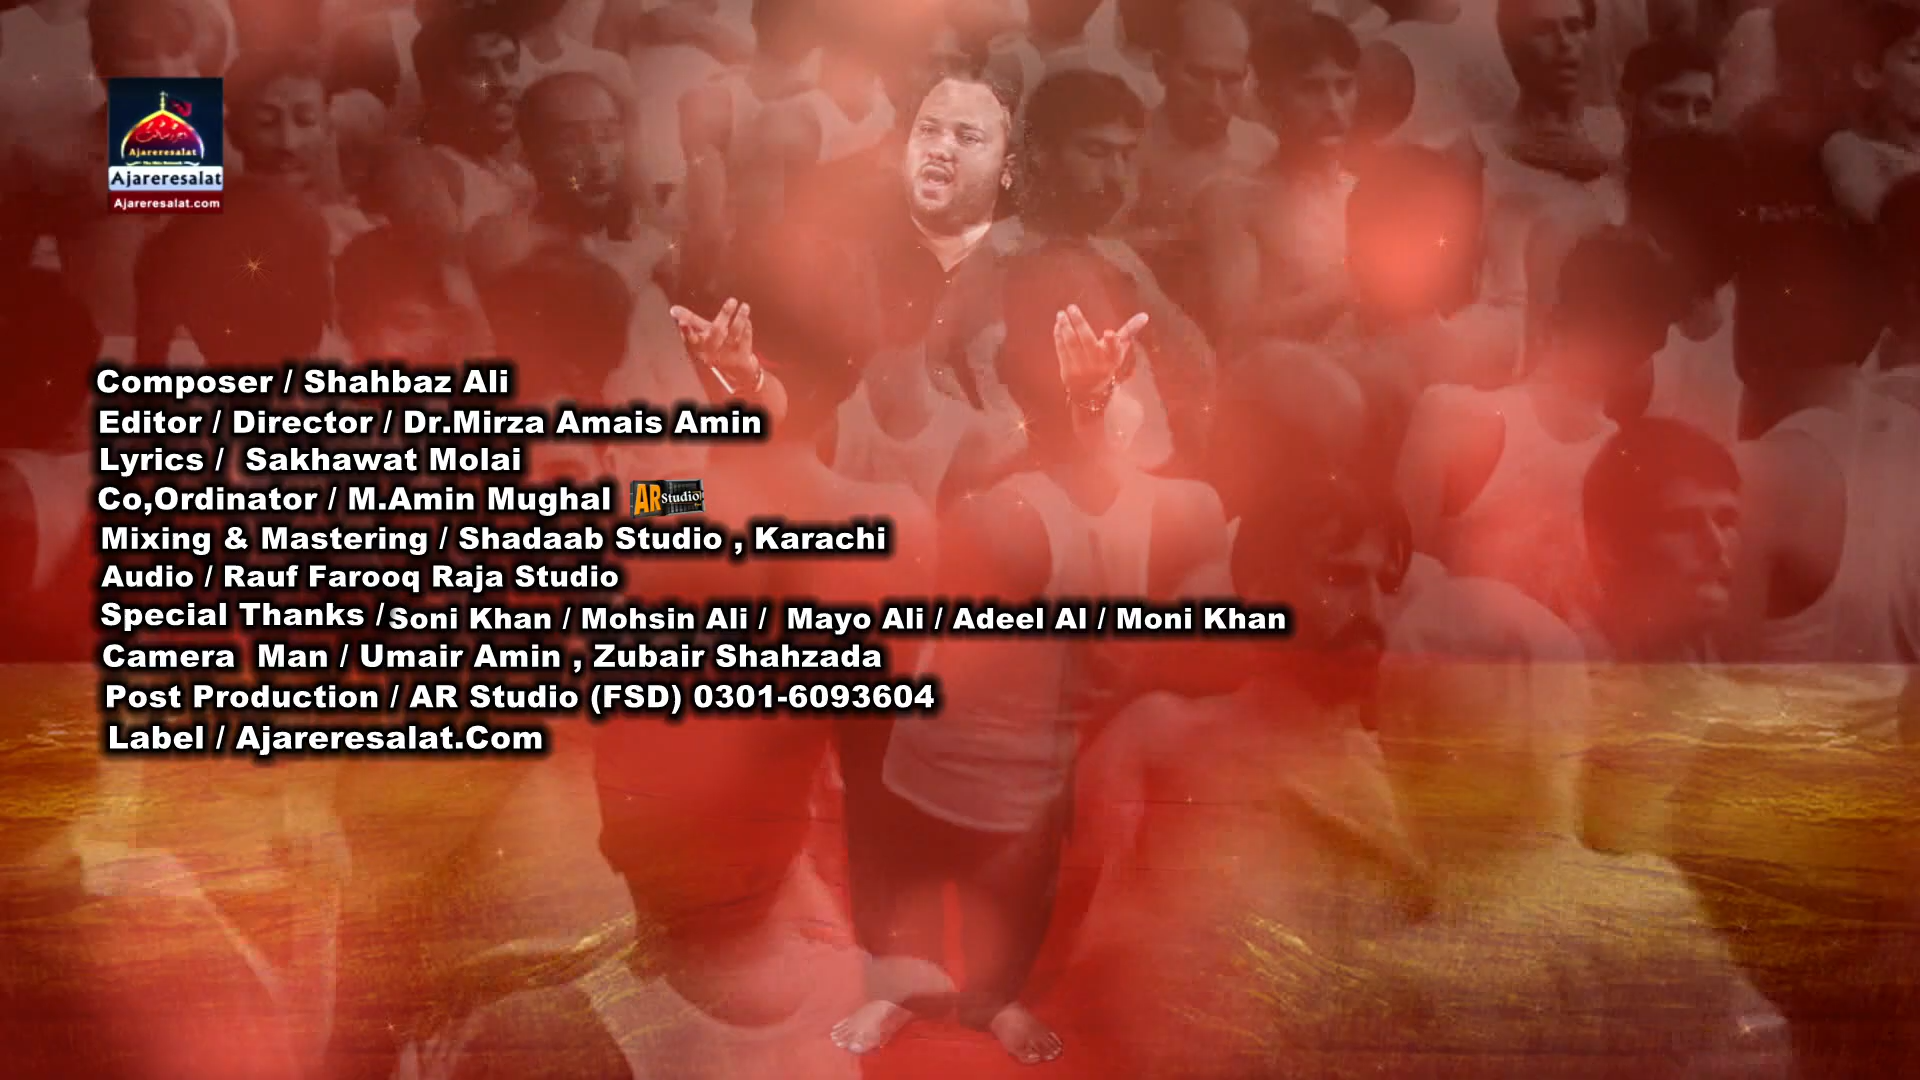 Ajareresalat
Ajareresalat
Ajareresalat.com
Composer / Shahbaz Ali
Editor / Director / Dr.Mirza Amais Amin
Lyrics / Sakhawat Molai
Co,Ordinator / M.Amin Mughal AR Studio
Mixing & Mastering / Shadaab Studio , Karachi
Audio / Rauf Farooq Raja Studio
Special Thanks / Soni Khan / Mohsin Ali / Mayo Ali / Adeel Al / Moni Khan
Camera Man / Umair Amin , Zubair Shahzada
Post Production / AR Studio (FSD) 0301-6093604
Label / Ajareresalat.Com